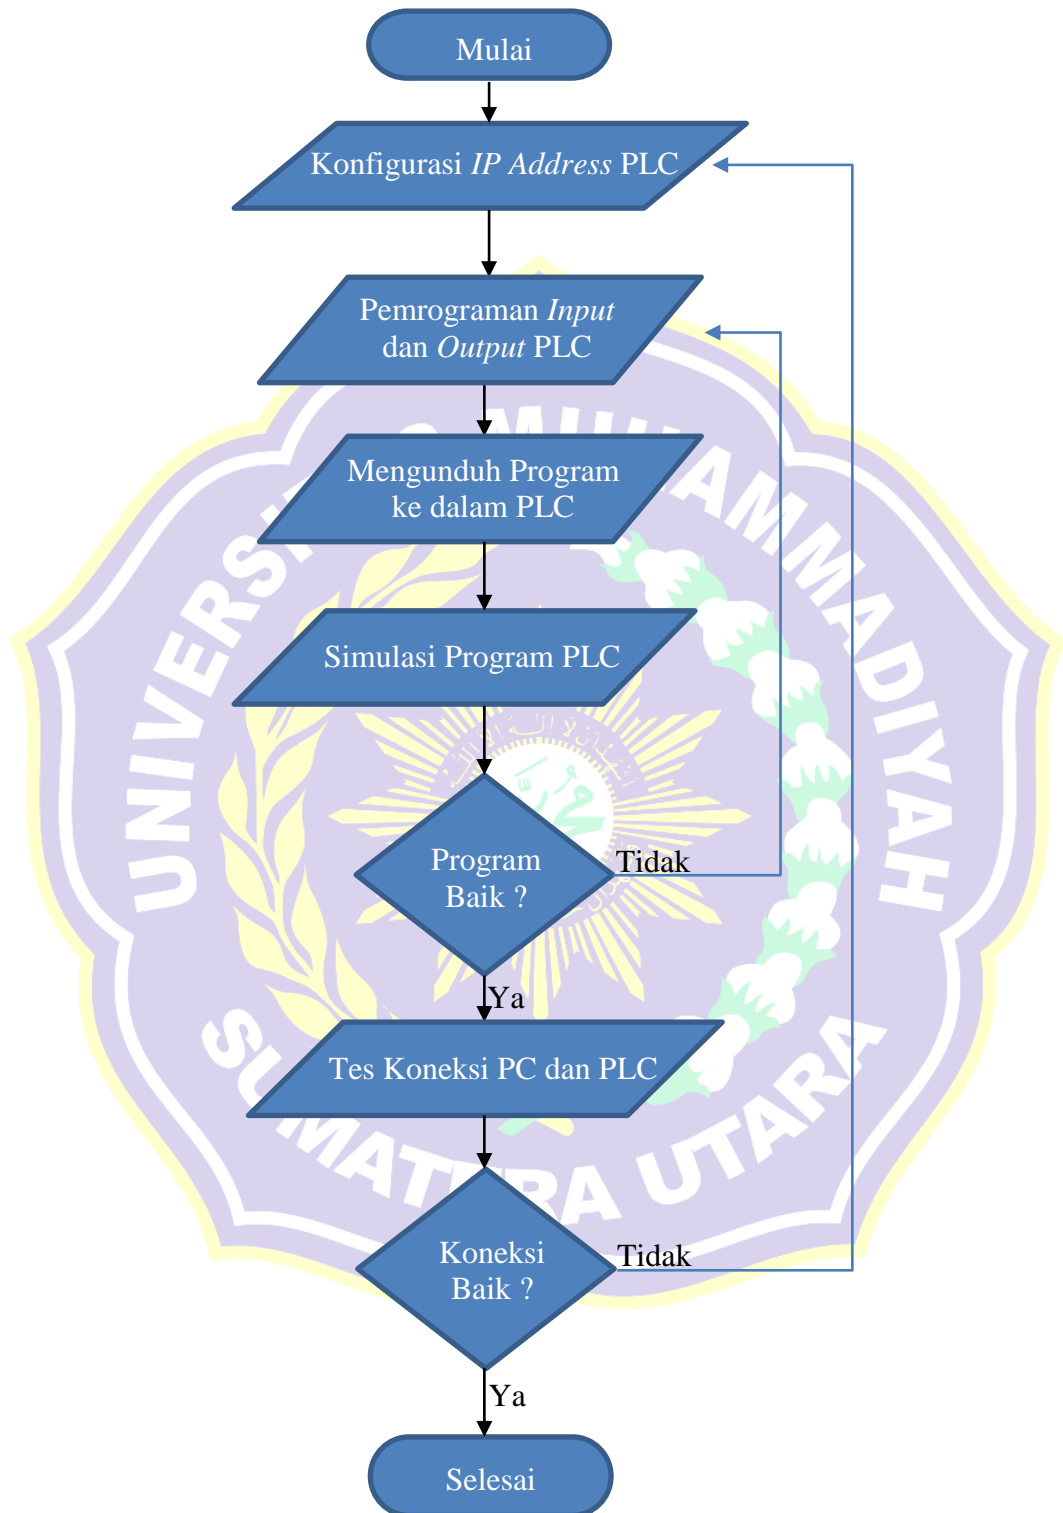 Mulai
Konfigurasi IP Address PLC
Pemrograman Input
dan Output PLC
Mengunduh Program
ke dalam PLC
Simulasi Program PLC
Program
Baik ?
Tidak
Ya
Tes Koneksi PC dan PLC
Koneksi
Baik ?
Tidak
Ya
Selesai
MUHAMMADIYAH
SUMATERA UTARA